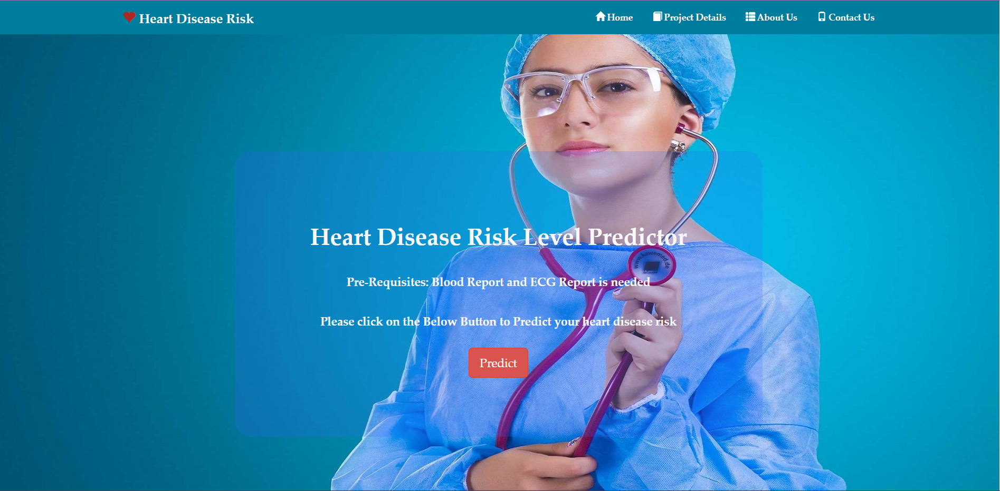 Heart Disease Risk
Home
Project Details
About Us
Contact Us
Heart Disease Risk Level Predictor
www.kawemed.de
Pre-Requisites: Blood Report and ECG Report is needed
Please click on the Below Button to Predict your heart disease risk
Predict